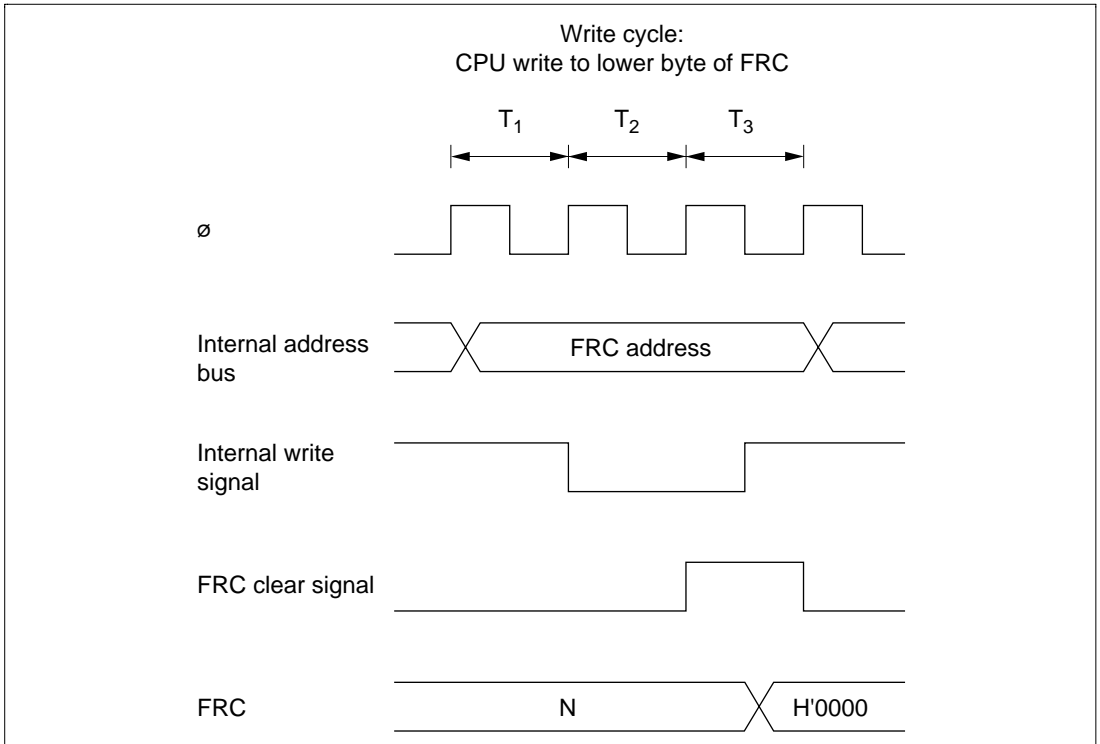 Write cycle:
CPU write to lower byte of FRC
T1 T2 T3
ø
Internal address
bus
FRC address
Internal write
signal
FRC clear signal
FRC
N
H'0000